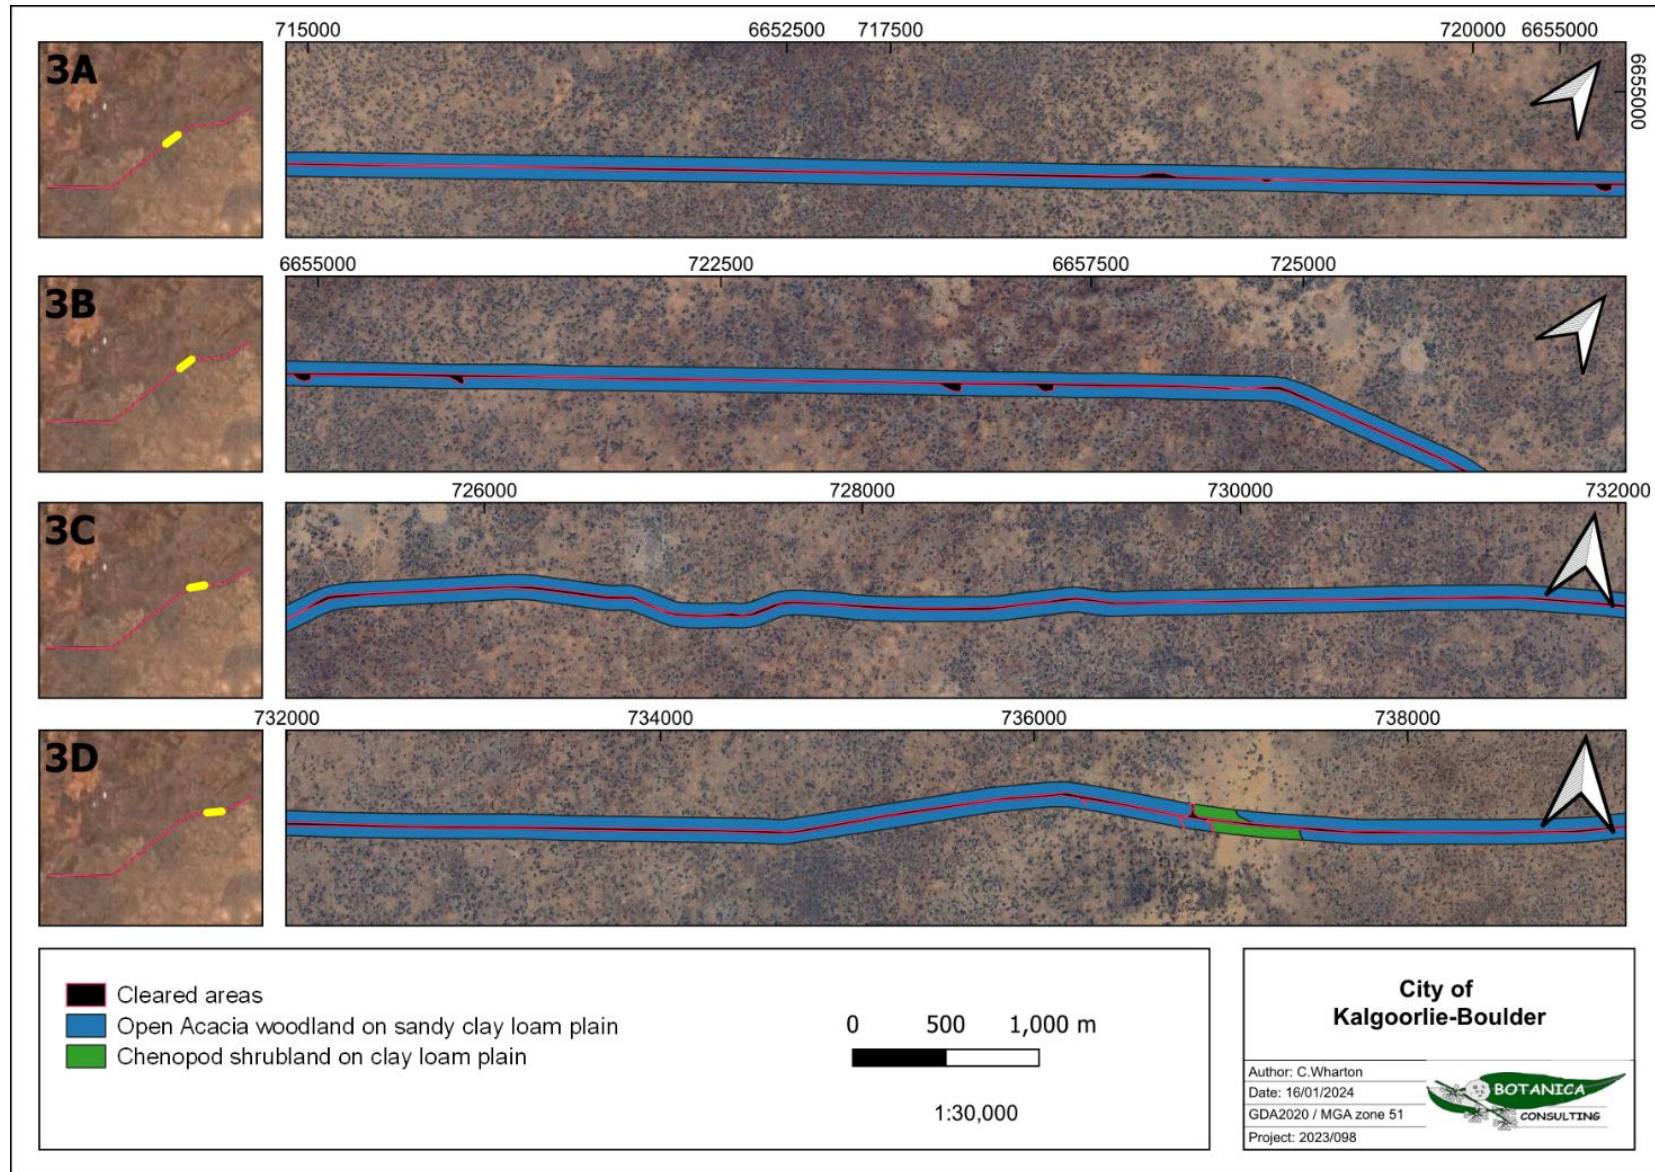 715000 6652500 717500 720000 6655000
3A
6655000
6655000 722500 6657500 725000
3B
726000 728000 730000 732000
3C
732000 734000 736000 738000
3D
Cleared areas
Open Acacia woodland on sandy clay loam plain
Chenopod shrubland on clay loam plain
0 500 1,000 m
1:30,000
City of
Kalgoorlie-Boulder
Author: C.Wharton
Date: 16/01/2024
GDA2020 / MGA zone 51
Project: 2023/098
BOTANICA
CONSULTING